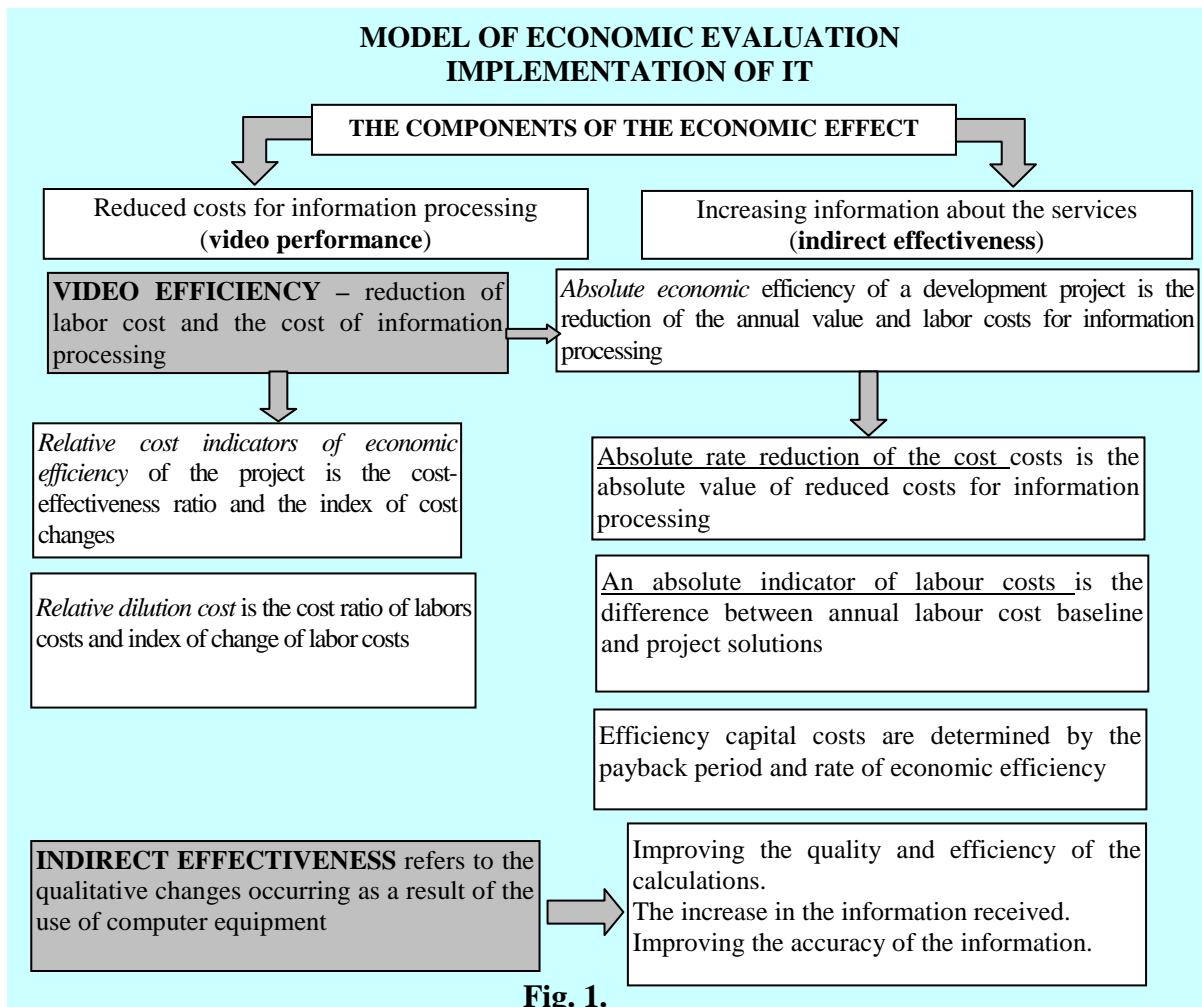 MODEL OF ECONOMIC EVALUATION
IMPLEMENTATION OF IT
THE COMPONENTS OF THE ECONOMIC EFFECT
Reduced costs for information processing
(video performance)
Increasing information about the services
(indirect effectiveness)
VIDEO EFFICIENCY – reduction of
labor cost and the cost of information
processing
Absolute economic efficiency of a development project is the
reduction of the annual value and labor costs for information
processing
Relative cost indicators of economic
efficiency of the project is the cost-
effectiveness ratio and the index of cost
changes
Absolute rate reduction of the cost costs is the
absolute value of reduced costs for information
processing
Relative dilution cost is the cost ratio of labors
costs and index of change of labor costs
An absolute indicator of labour costs is the
difference between annual labour cost baseline
and project solutions
Efficiency capital costs are determined by the
payback period and rate of economic efficiency
INDIRECT EFFECTIVENESS refers to the
qualitative changes occurring as a result of the
use of computer equipment
Improving the quality and efficiency of the
calculations.
The increase in the information received.
Improving the accuracy of the information.
Fig. 1.